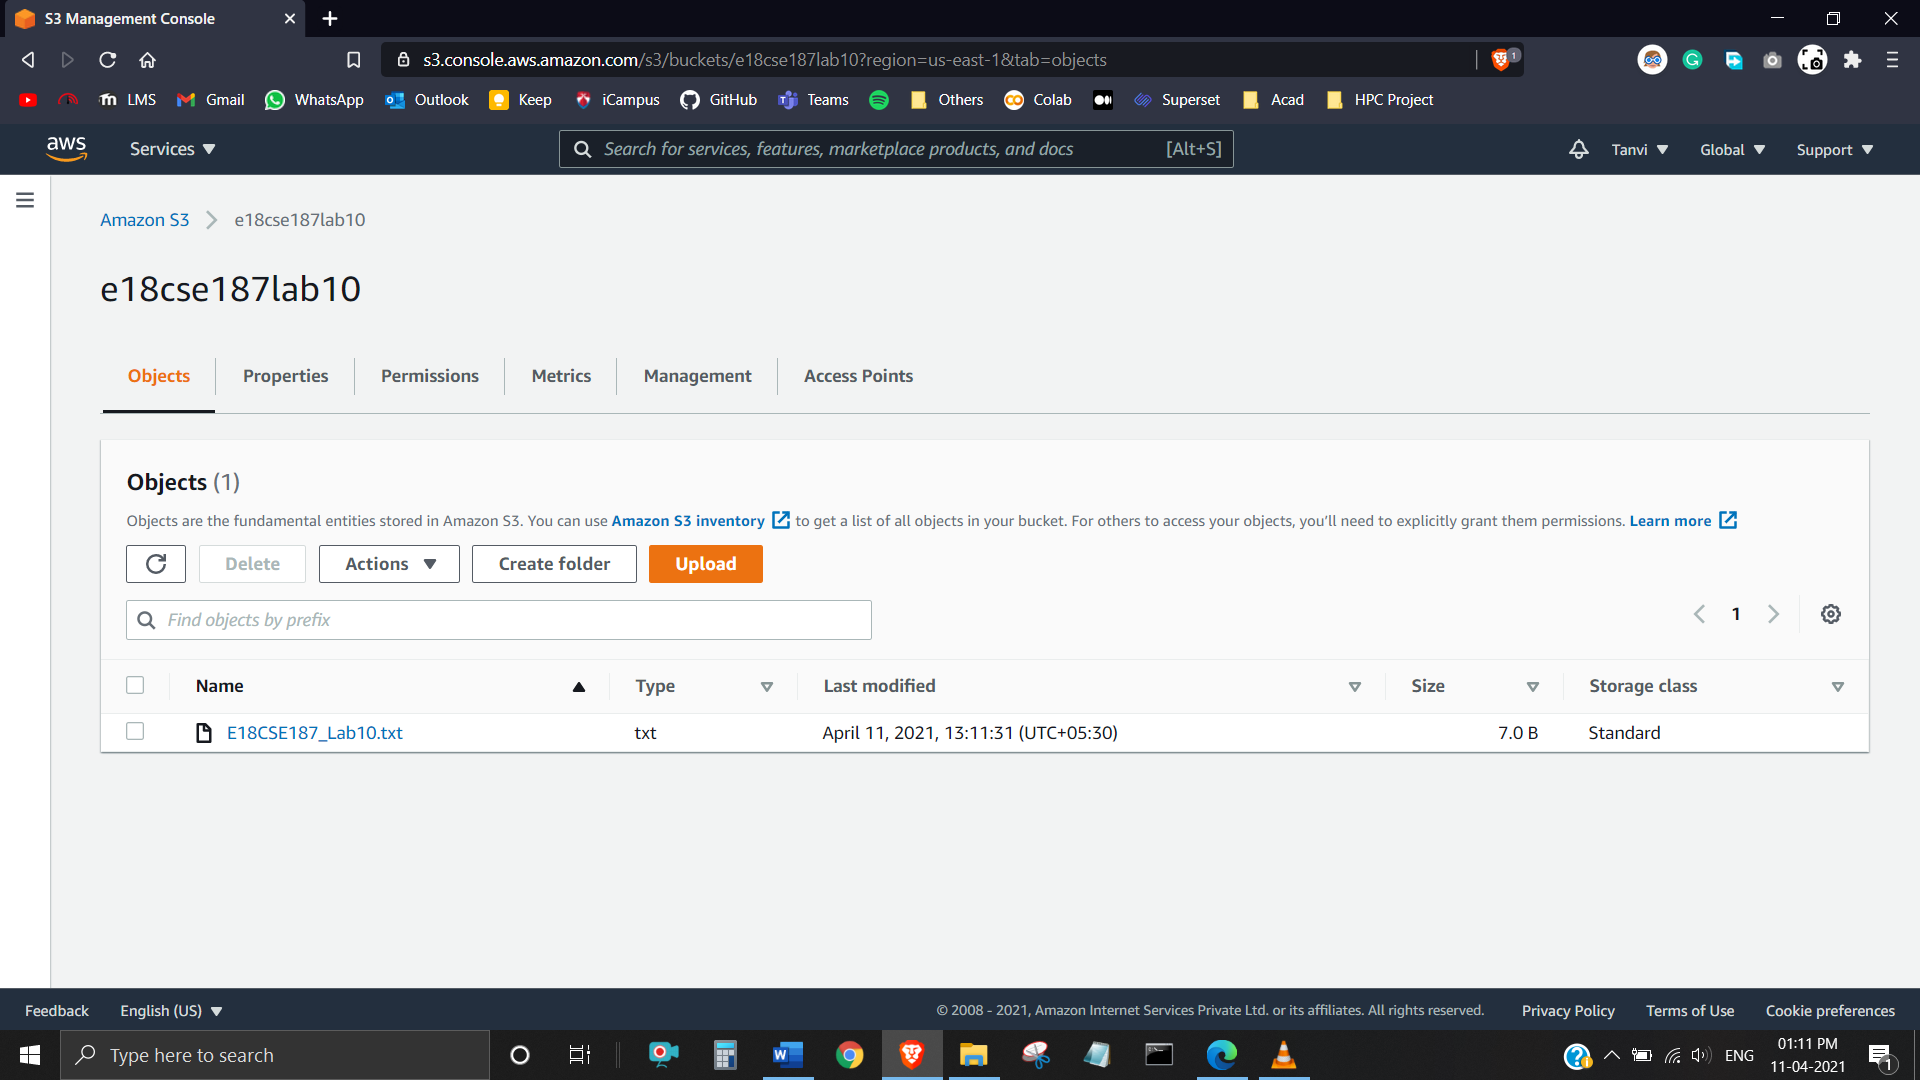 S3 Management Console
s3.console.aws.amazon.com/s3/buckets/e18cse187lab10?region=us-east-1&tab=objects
1
LMS Gmail WhatsApp Outlook Keep iCampus GitHub Teams Others Colab Superset Acad HPC Project
aws Services Search for services, features, marketplace products, and docs [Alt+S] Tanvi Global Support
Amazon S3 e18cse187lab10
e18cse187lab10
Objects Properties Permissions Metrics Management Access Points
Objects (1)
Objects are the fundamental entities stored in Amazon S3. You can use Amazon S3 inventory to get a list of all objects in your bucket. For others to access your objects, you'll need to explicitly grant them permissions. Learn more
Delete Actions Create folder Upload
Find objects by prefix 1
Name Type Last modified Size Storage class
E18CSE187_Lab10.txt txt April 11, 2021, 13:11:31 (UTC+05:30) 7.0 B Standard
Feedback English (US) © 2008 - 2021, Amazon Internet Services Private Ltd. or its affiliates. All rights reserved. Privacy Policy Terms of Use Cookie preferences
Type here to search ENG 01:11 PM
11-04-2021 1